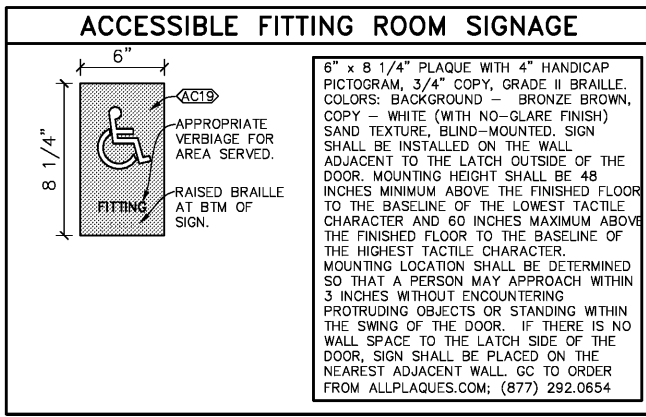 ACCESSIBLE FITTING ROOM SIGNAGE
6"
8 1/4"
AC19
APPROPRIATE
VERBIAGE FOR
AREA SERVED.
FITTING
RAISED BRAILLE
AT BTM OF
SIGN.
6" x 8 1/4" PLAQUE WITH 4" HANDICAP
PICTOGRAM, 3/4" COPY, GRADE II BRAILLE.
COLORS: BACKGROUND – BRONZE BROWN,
COPY – WHITE (WITH NO-GLARE FINISH)
SAND TEXTURE, BLIND-MOUNTED. SIGN
SHALL BE INSTALLED ON THE WALL
ADJACENT TO THE LATCH OUTSIDE OF THE
DOOR. MOUNTING HEIGHT SHALL BE 48
INCHES MINIMUM ABOVE THE FINISHED FLOOR
TO THE BASELINE OF THE LOWEST TACTILE
CHARACTER AND 60 INCHES MAXIMUM ABOVE
THE FINISHED FLOOR TO THE BASELINE OF
THE HIGHEST TACTILE CHARACTER.
MOUNTING LOCATION SHALL BE DETERMINED
SO THAT A PERSON MAY APPROACH WITHIN
3 INCHES WITHOUT ENCOUNTERING
PROTRUDING OBJECTS OR STANDING WITHIN
THE SWING OF THE DOOR. IF THERE IS NO
WALL SPACE TO THE LATCH SIDE OF THE
DOOR, SIGN SHALL BE PLACED ON THE
NEAREST ADJACENT WALL. GC TO ORDER
FROM ALLPLAQUES.COM; (877) 292.0654